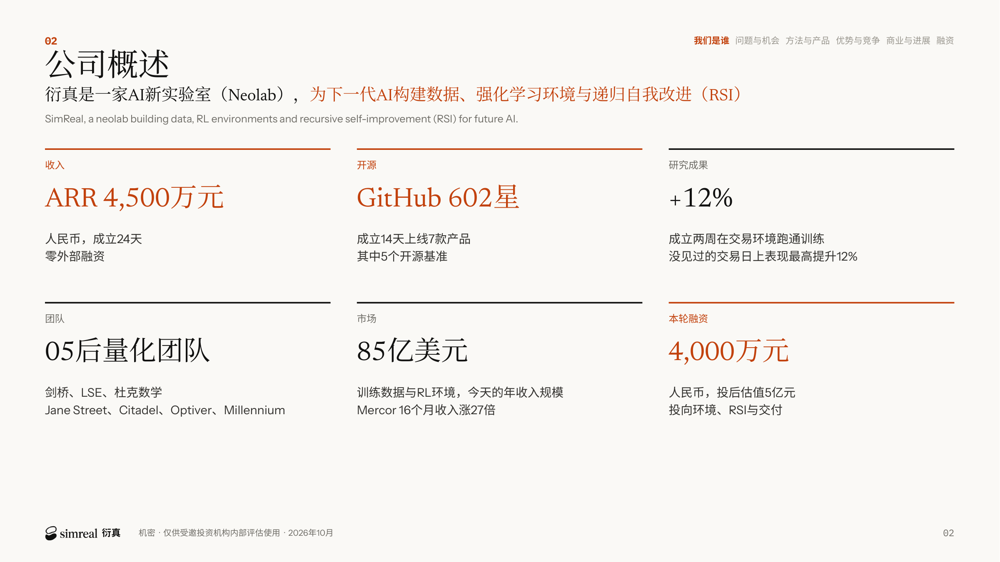 02
我们是谁 问题与机会 方法与产品 优势与竞争 商业与进展 融资
公司概述
衍真是一家AI新实验室（Neolab），为下一代AI构建数据、强化学习环境与递归自我改进（RSI）
SimReal, a neolab building data, RL environments and recursive self-improvement (RSI) for future AI.
收入
ARR 4,500万元
人民币，成立24天
零外部融资
开源
GitHub 602星
成立14天上线7款产品
其中5个开源基准
研究成果
+12%
成立两周在交易环境跑通训练
没见过的交易日上表现最高提升12%
团队
05后量化团队
剑桥、LSE、杜克数学
Jane Street、Citadel、Optiver、Millennium
市场
85亿美元
训练数据与RL环境，今天的年收入规模
Mercor 16个月收入涨27倍
本轮融资
4,000万元
人民币，投后估值5亿元
投向环境、RSI与交付
simreal 衍真
机密 · 仅供受邀投资机构内部评估使用 · 2026年10月
02